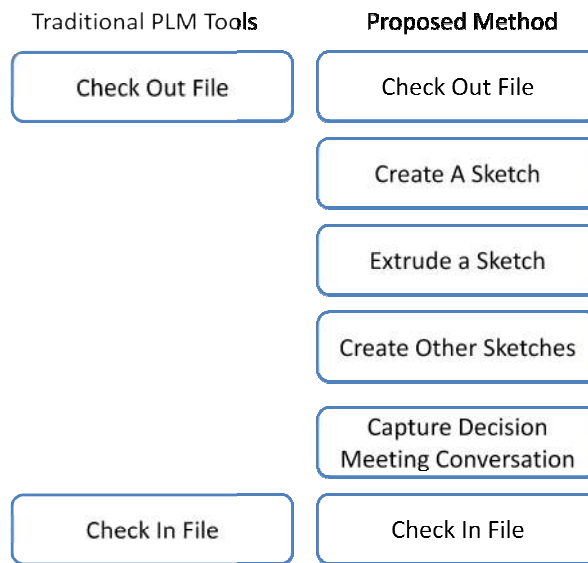 Traditional PLM Tools
Proposed Method
Check Out File
Check Out File
Create A Sketch
Extrude a Sketch
Create Other Sketches
Capture Decision
Meeting Conversation
Check In File
Check In File